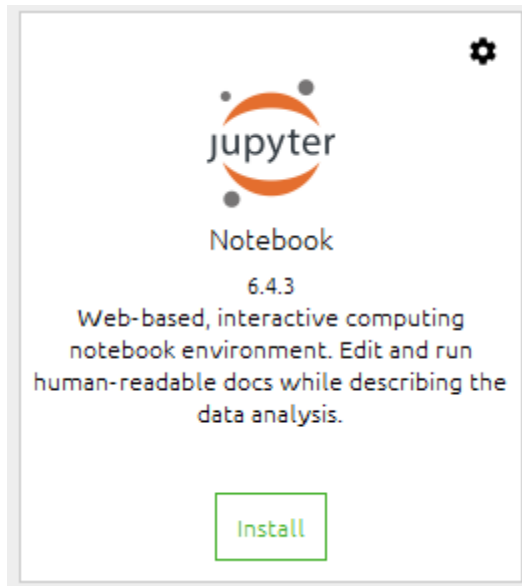 jupyter
Notebook
6.4.3
Web-based, interactive computing
notebook environment. Edit and run
human-readable docs while describing the
data analysis.
Install